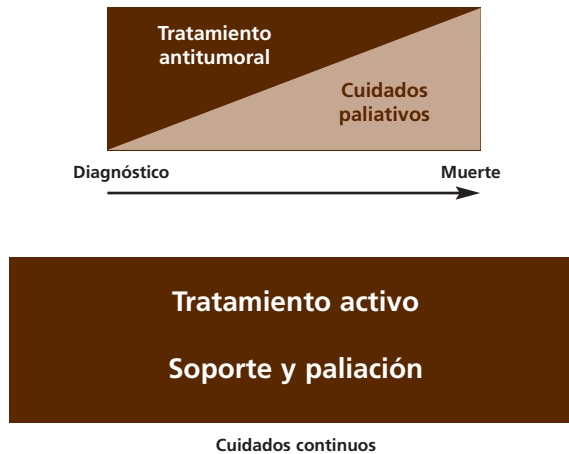 Tratamiento
antitumoral
Cuidados
paliativos
Diagnóstico
Muerte
Tratamiento activo
Soporte y paliación
Cuidados continuos